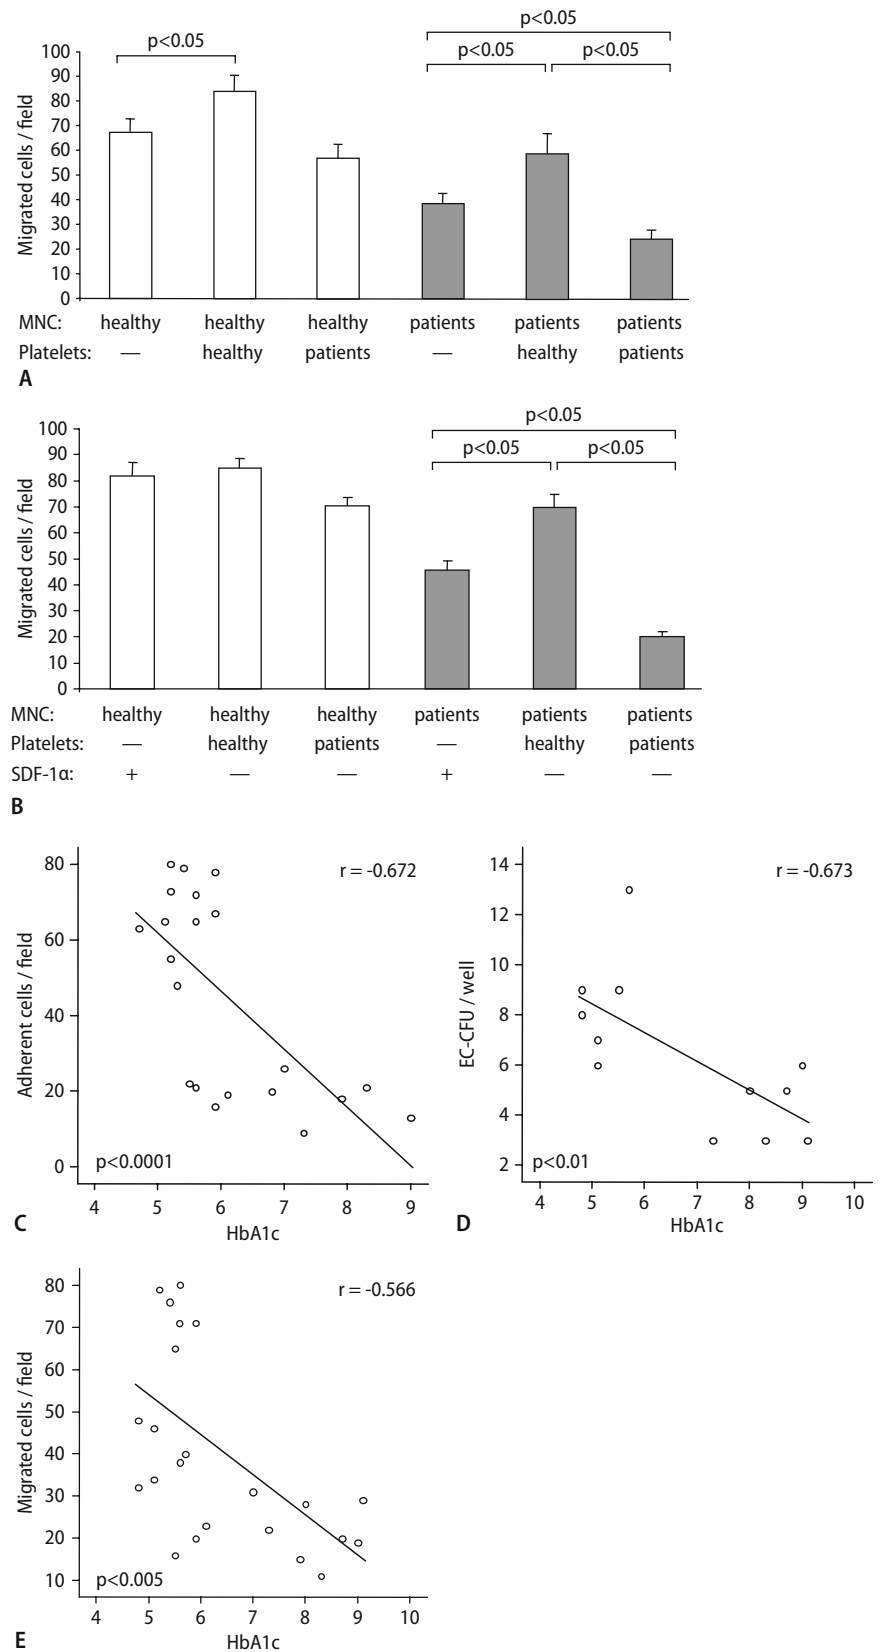 p<0.05
p<0.05
p<0.05 p<0.05
100
90
80
70
60
50
40
30
20
10
0
Migrated cells / field
MNC: healthy healthy healthy patients patients patients
Platelets: — healthy patients — healthy patients
A
p<0.05
p<0.05 p<0.05
100
90
80
70
60
50
40
30
20
10
0
Migrated cells / field
MNC: healthy healthy healthy patients patients patients
Platelets: — healthy patients — healthy patients
SDF-1α: + — — + — —
B
r = -0.672
80
60
40
20
0
Adherent cells / field
p<0.0001
4 5 6 7 8 9
HbA1c
C
r = -0.673
14
12
10
8
6
4
2
EC-CFU / well
p<0.01
4 5 6 7 8 9 10
HbA1c
D
r = -0.566
80
70
60
50
40
30
20
10
Migrated cells / field
p<0.005
4 5 6 7 8 9 10
HbA1c
E